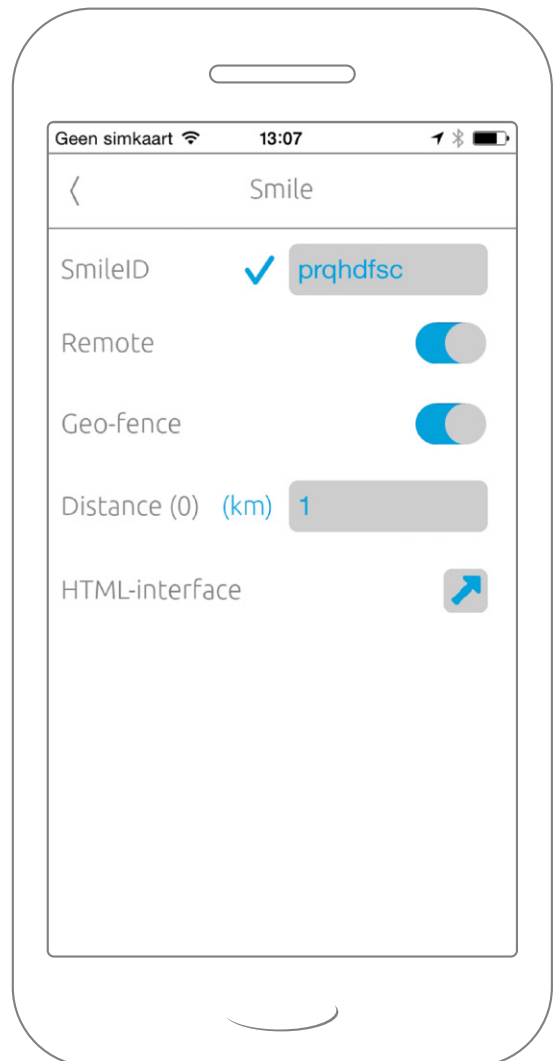 Geen simkaart 13:07
Smile
SmileID prqhdfsc
Remote
Geo-fence
Distance (0) (km) 1
HTML-interface